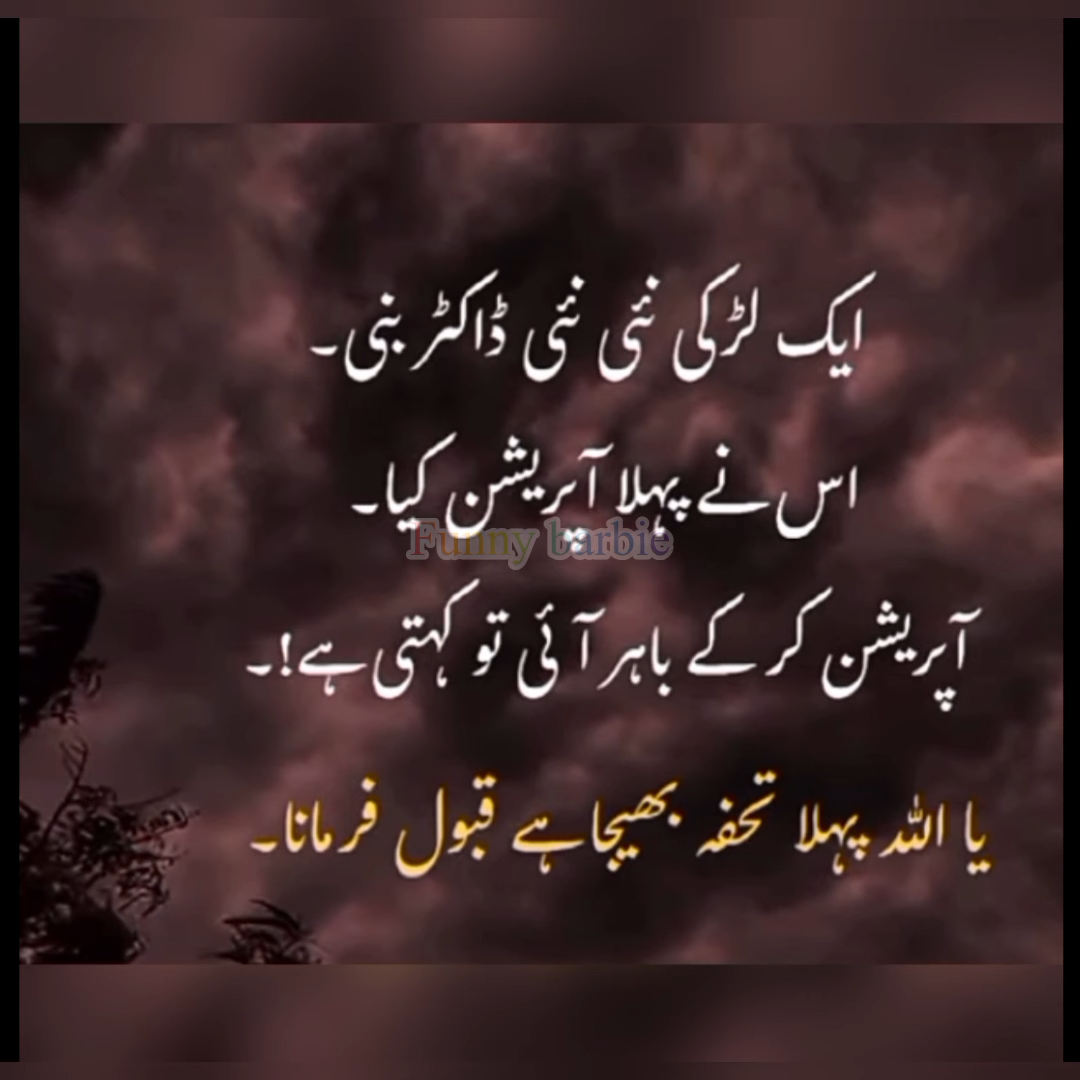 ایک لڑکی نئی نئی ڈاکٹر بنی۔
اس نے پہلا آپریشن کیا۔
Funny barbie
آپریشن کر کے باہر آئی تو کہتی ہے!۔
یا اللہ پہلا تحفہ بھیجا ہے قبول فرمانا۔